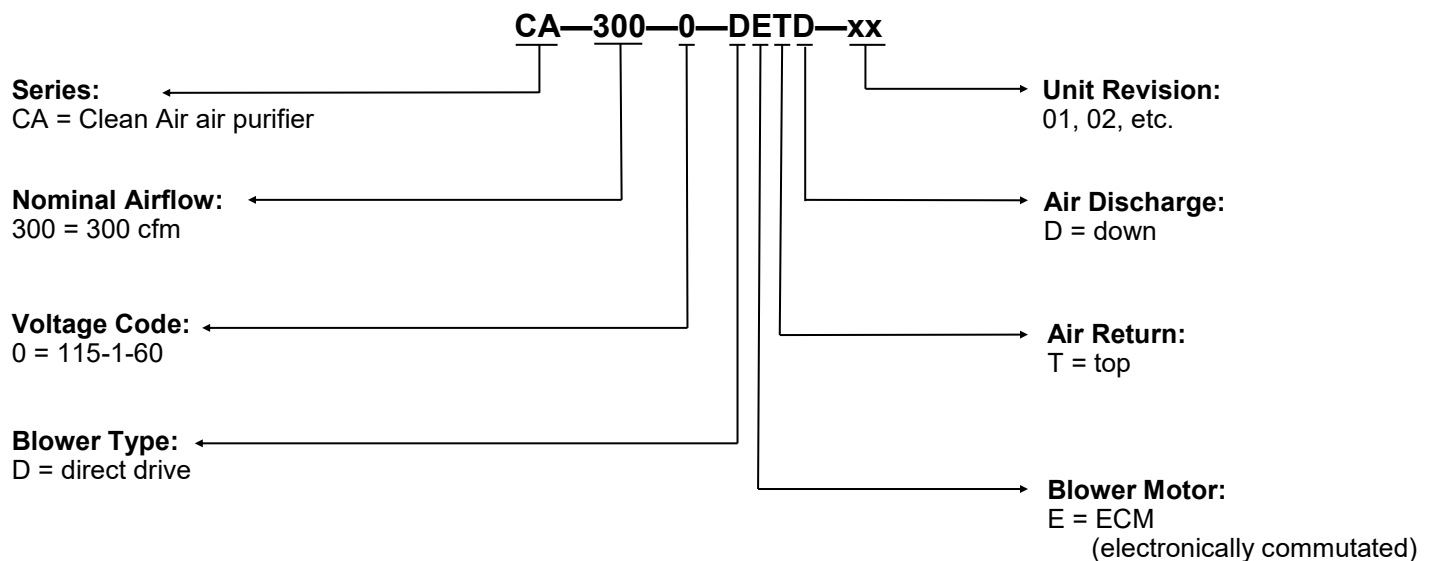 CA—300—0—DETD—xx
Series:
CA = Clean Air air purifier
Nominal Airflow:
300 = 300 cfm
Voltage Code:
0 = 115-1-60
Blower Type:
D = direct drive
Unit Revision:
01, 02, etc.
Air Discharge:
D = down
Air Return:
T = top
Blower Motor:
E = ECM
(electronically commutated)